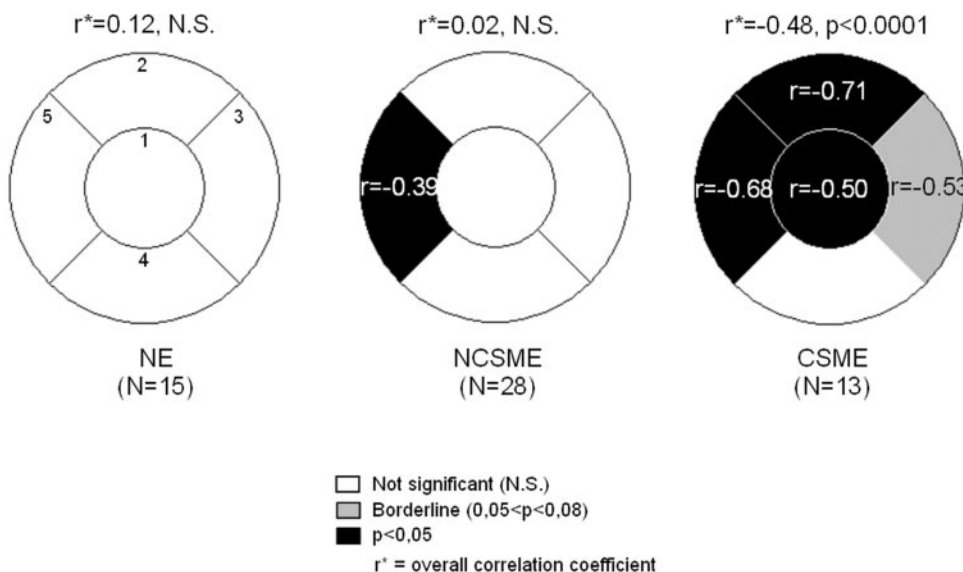 r*=0.12, N.S.
2
5
3
1
4
NE
(N=15)
r*=0.02, N.S.
r=-0.39
NCSME
(N=28)
r*=-0.48, p<0.0001
r=-0.71
r=-0.68
r=-0.50
r=-0.53
CSME
(N=13)
Not significant (N.S.)
Borderline (0,05<p<0,08)
p<0,05
r* = overall correlation coefficient